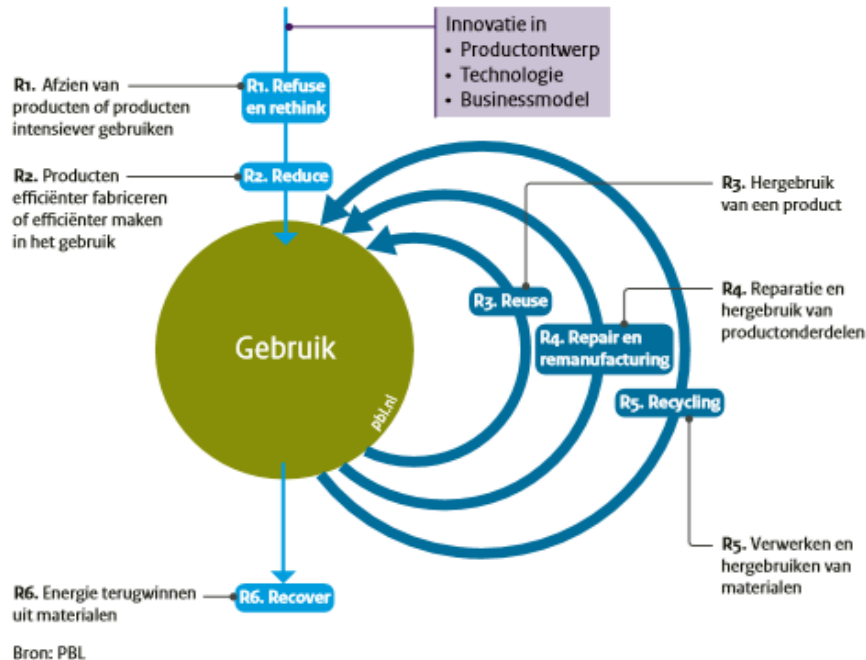 Innovatie in
• Productontwerp
• Technologie
• Businessmodel
R1. Afzien van
producten of producten
intensiever gebruiken
R1. Refuse
en rethink
R2. Producten
efficiënter fabriceren
of efficiënter maken
in het gebruik
R2. Reduce
R3. Hergebruik
van een product
R3. Reuse
R4. Reparatie en
hergebruik van
productonderdelen
R4. Repair en
remanufacturing
Gebruik
pbl.nl
R5. Recycling
R5. Verwerken en
hergebruiken van
materialen
R6. Energie terugwinnen
uit materialen
R6. Recover
Bron: PBL